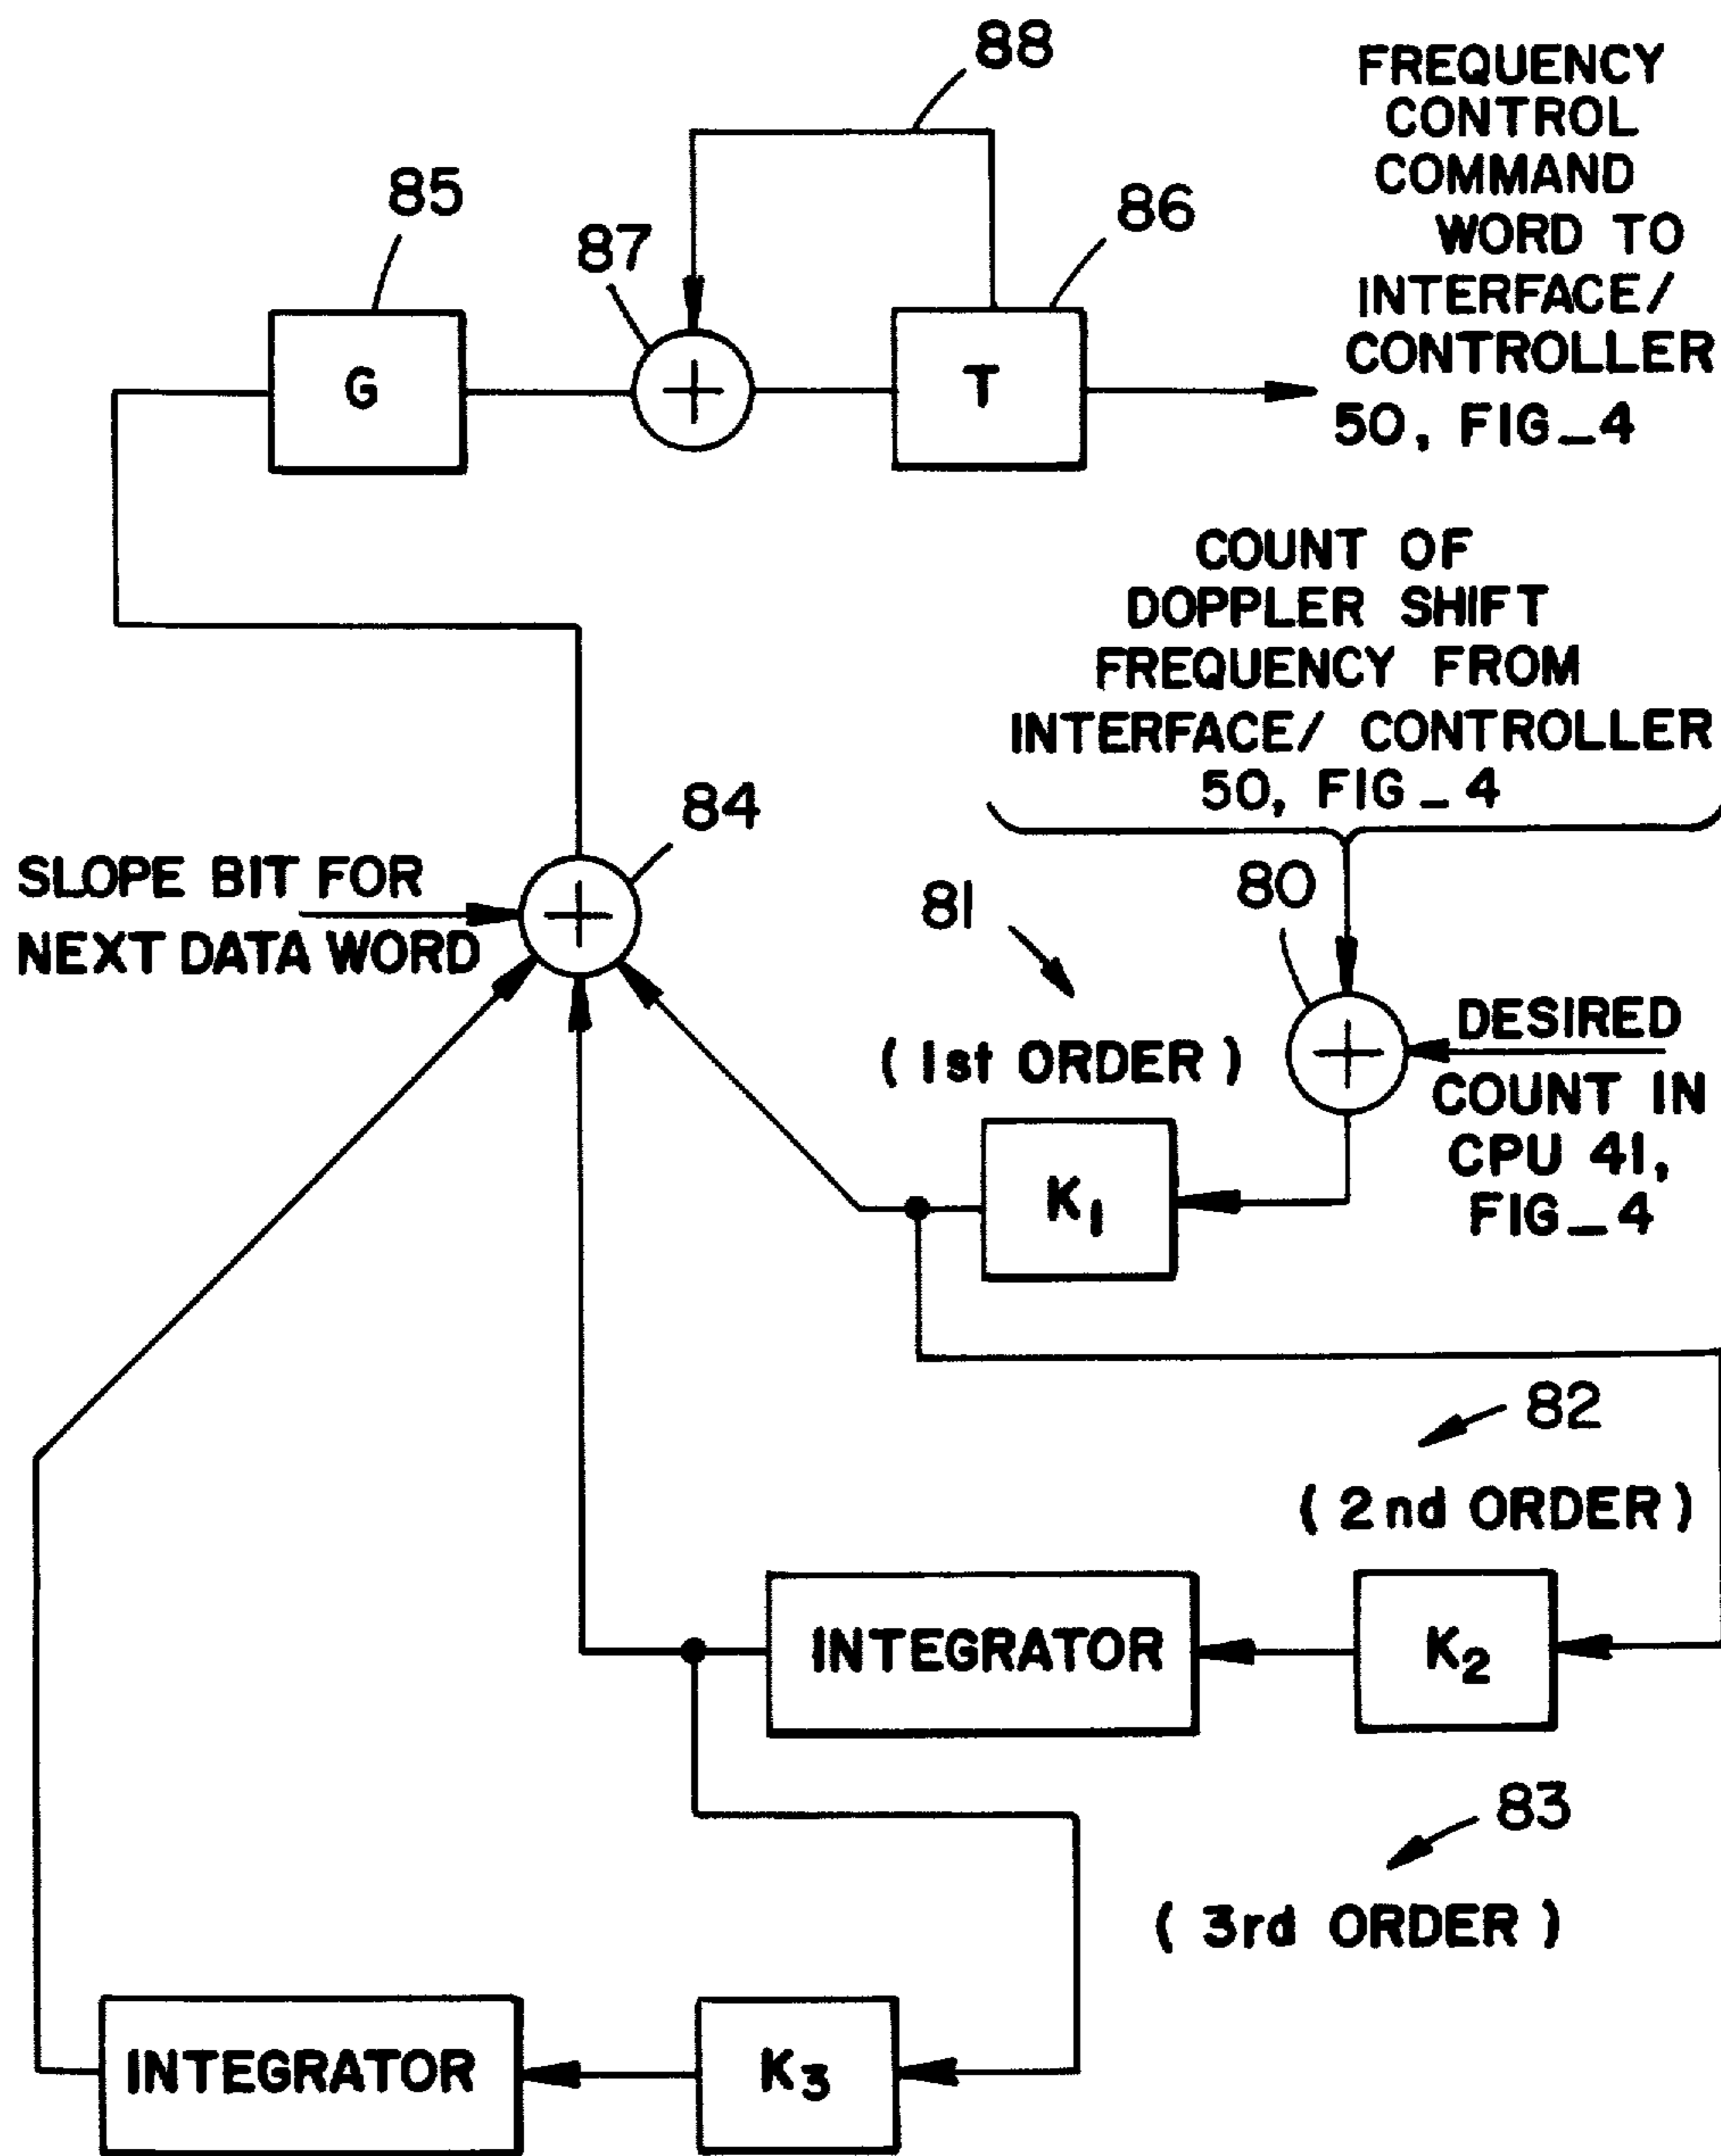 88
FREQUENCY
CONTROL
COMMAND
WORD TO
INTERFACE/
CONTROLLER
50, FIG_4
85
87
86
G
+
T
COUNT OF
DOPPLER SHIFT
FREQUENCY FROM
INTERFACE/ CONTROLLER
50, FIG_4
84
SLOPE BIT FOR
NEXT DATA WORD
+
81
80
(1st ORDER)
+
DESIRED
COUNT IN
CPU 41,
FIG_4
K1
82
(2nd ORDER)
INTEGRATOR
K2
83
(3rd ORDER)
INTEGRATOR
K3